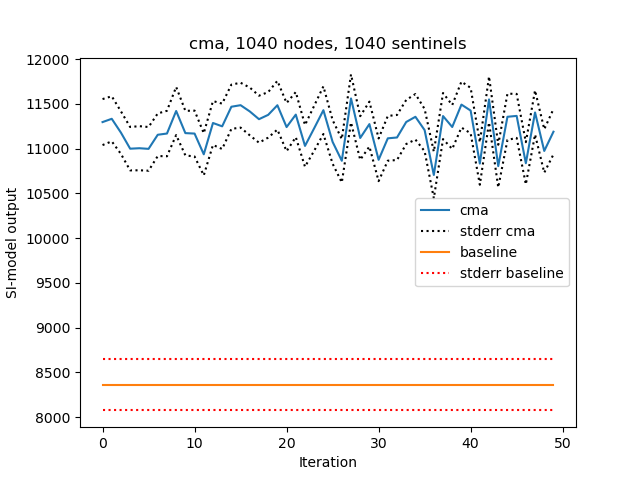 cma, 1040 nodes, 1040 sentinels
12000
11500
11000
10500
10000
9500
9000
8500
8000
SI-model output
cma
stderr cma
baseline
stderr baseline
0
10
20
30
40
50
Iteration